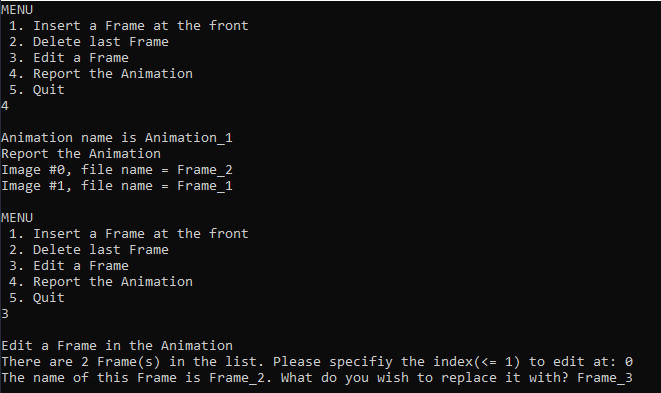 MENU
1. Insert a Frame at the front
2. Delete last Frame
3. Edit a Frame
4. Report the Animation
5. Quit
4
Animation name is Animation_1
Report the Animation
Image #0, file name = Frame_2
Image #1, file name = Frame_1
MENU
1. Insert a Frame at the front
2. Delete last Frame
3. Edit a Frame
4. Report the Animation
5. Quit
3
Edit a Frame in the Animation
There are 2 Frame(s) in the list. Please specifiy the index(<= 1) to edit at: 0
The name of this Frame is Frame_2. What do you wish to replace it with? Frame_3